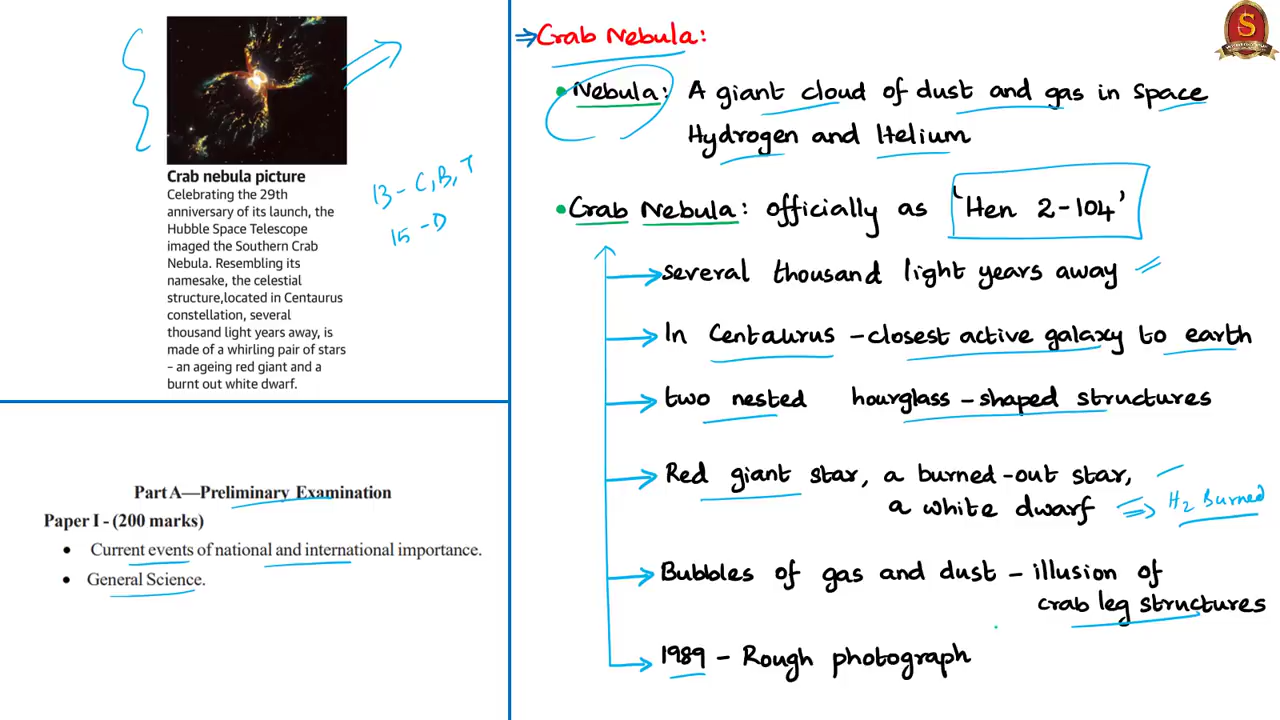 Crab nebula picture
Celebrating the 29th
anniversary of its launch, the
Hubble Space Telescope
imaged the Southern Crab
Nebula. Resembling its
namesake, the celestial
structure,located in Centaurus
constellation, several
thousand light years away, is
made of a whirling pair of stars
– an ageing red giant and a
burnt out white dwarf.
13 - C, B, T
15 - D
Part A—Preliminary Examination
Paper I - (200 marks)
• Current events of national and international importance.
• General Science.
⇒Crab Nebula:
• Nebula: A giant cloud of dust and gas in space
Hydrogen and Helium
• Crab Nebula: officially as 'Hen 2-104'
several thousand light years away
In Centaurus - closest active galaxy to earth
two nested hourglass - shaped structures
Red giant star, a burned-out star,
a white dwarf ⇒ H2 Burned
Bubbles of gas and dust - illusion of
crab leg structures
1989 - Rough photograph
S